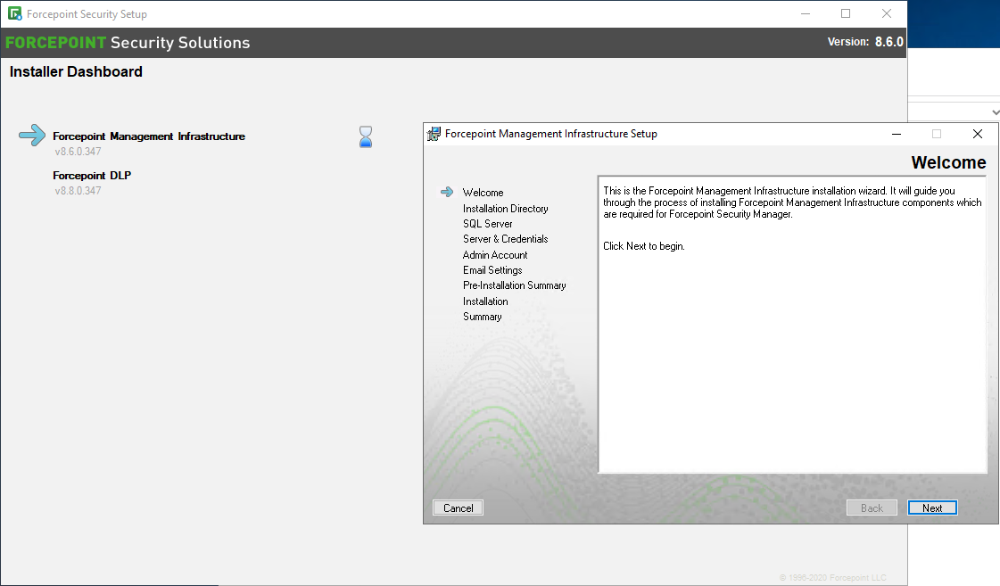 Forcepoint Security Setup
FORCEPOINT Security Solutions
Version: 8.6.0
Installer Dashboard
Forcepoint Management Infrastructure
v8.6.0.347
Forcepoint DLP
v8.8.0.347
Forcepoint Management Infrastructure Setup
Welcome
Welcome
Installation Directory
SQL Server
Server & Credentials
Admin Account
Email Settings
Pre-Installation Summary
Installation
Summary
This is the Forcepoint Management Infrastructure installation wizard. It will guide you
through the process of installing Forcepoint Management Infrastructure components which
are required for Forcepoint Security Manager.
Click Next to begin.
Cancel
Back
Next
© 1996-2020 Forcepoint LLC